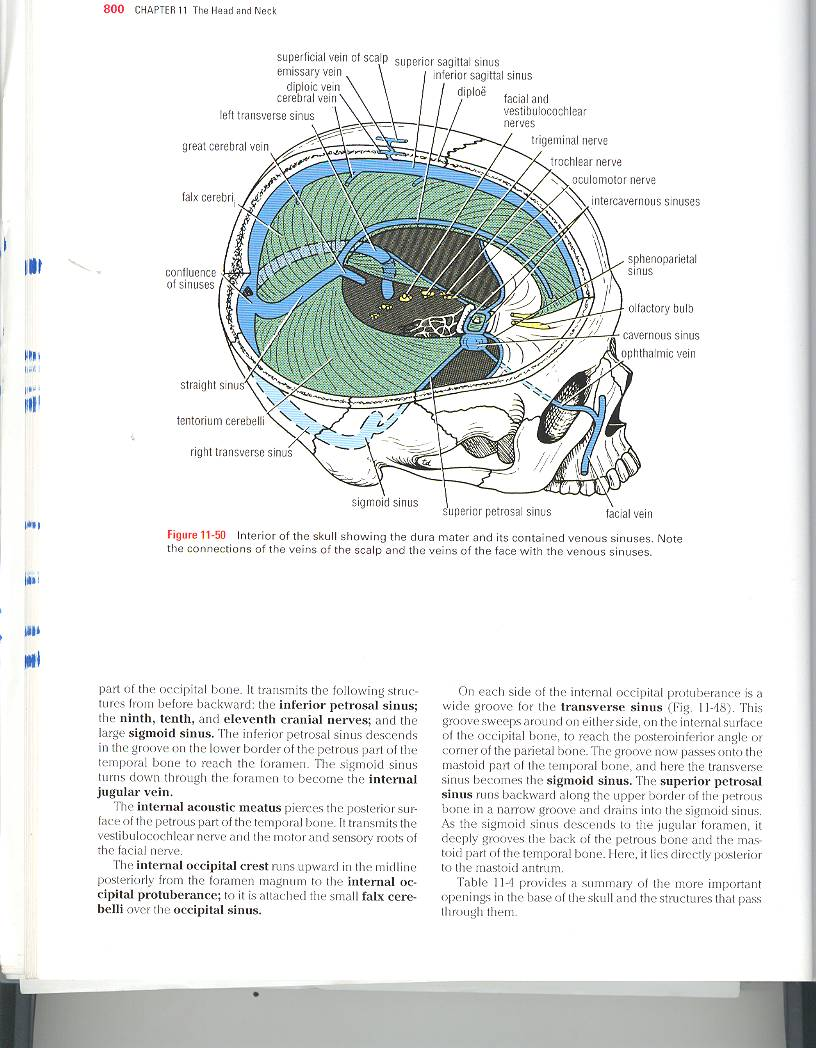 800 CHAPTER 11 The Head and Neck
superficial vein of scalp
superior sagittal sinus
emissary vein
inferior sagittal sinus
diploic vein
diploë
cerebral vein
facial and
vestibulocochlear
nerves
left transverse sinus
trigeminal nerve
great cerebral vein
trochlear nerve
oculomotor nerve
falx cerebri
intercavernous sinuses
sphenoparietal
sinus
confluence
of sinuses
olfactory bulb
cavernous sinus
ophthalmic vein
straight sinus
tentorium cerebelli
right transverse sinus
sigmoid sinus
superior petrosal sinus
facial vein
Figure 11-50 Interior of the skull showing the dura mater and its contained venous sinuses. Note
the connections of the veins of the scalp and the veins of the face with the venous sinuses.
part of the occipital bone. It transmits the following struc-
tures from before backward: the inferior petrosal sinus;
the ninth, tenth, and eleventh cranial nerves; and the
large sigmoid sinus. The inferior petrosal sinus descends
in the groove on the lower border of the petrous part of the
temporal bone to reach the foramen. The sigmoid sinus
turns down through the foramen to become the internal
jugular vein.
The internal acoustic meatus pierces the posterior sur-
face of the petrous part of the temporal bone. It transmits the
vestibulocochlear nerve and the motor and sensory roots of
the facial nerve.
The internal occipital crest runs upward in the midline
posteriorly from the foramen magnum to the internal oc-
cipital protuberance; to it is attached the small falx cere-
belli over the occipital sinus.
On each side of the internal occipital protuberance is a
wide groove for the transverse sinus (Fig. 11-48). This
groove sweeps around on either side, on the internal surface
of the occipital bone, to reach the posteroinferior angle or
corner of the parietal bone. The groove now passes onto the
mastoid part of the temporal bone, and here the transverse
sinus becomes the sigmoid sinus. The superior petrosal
sinus runs backward along the upper border of the petrous
bone in a narrow groove and drains into the sigmoid sinus.
As the sigmoid sinus descends to the jugular foramen, it
deeply grooves the back of the petrous bone and the mas-
toid part of the temporal bone. Here, it lies directly posterior
to the mastoid antrum.
Table 11-4 provides a summary of the more important
openings in the base of the skull and the structures that pass
through them.